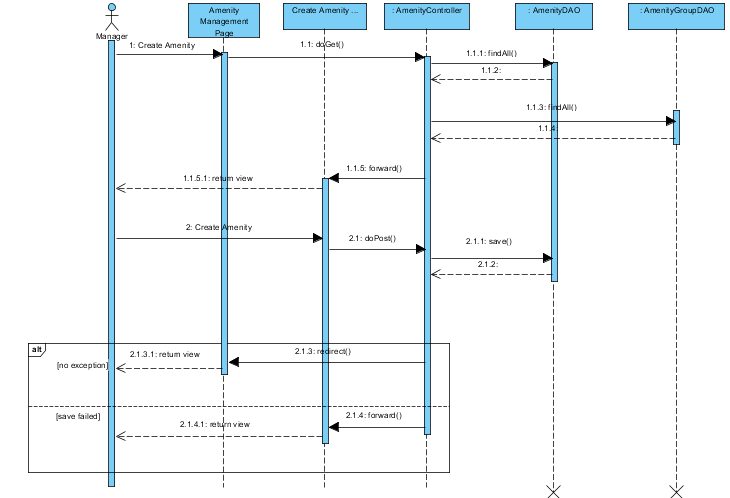 Amenity
Management
Page
Create Amenity ...
: AmenityController
: AmenityDAO
: AmenityGroupDAO
Manager
1: Create Amenity
1.1: doGet()
1.1.1: findAll()
1.1.2:
1.1.3: findAll()
1.1.4:
1.1.5: forward()
1.1.5.1: return view
2: Create Amenity
2.1: doPost()
2.1.1: save()
2.1.2:
alt
2.1.3: redirect()
2.1.3.1: return view
[no exception]
[save failed]
2.1.4: forward()
2.1.4.1: return view